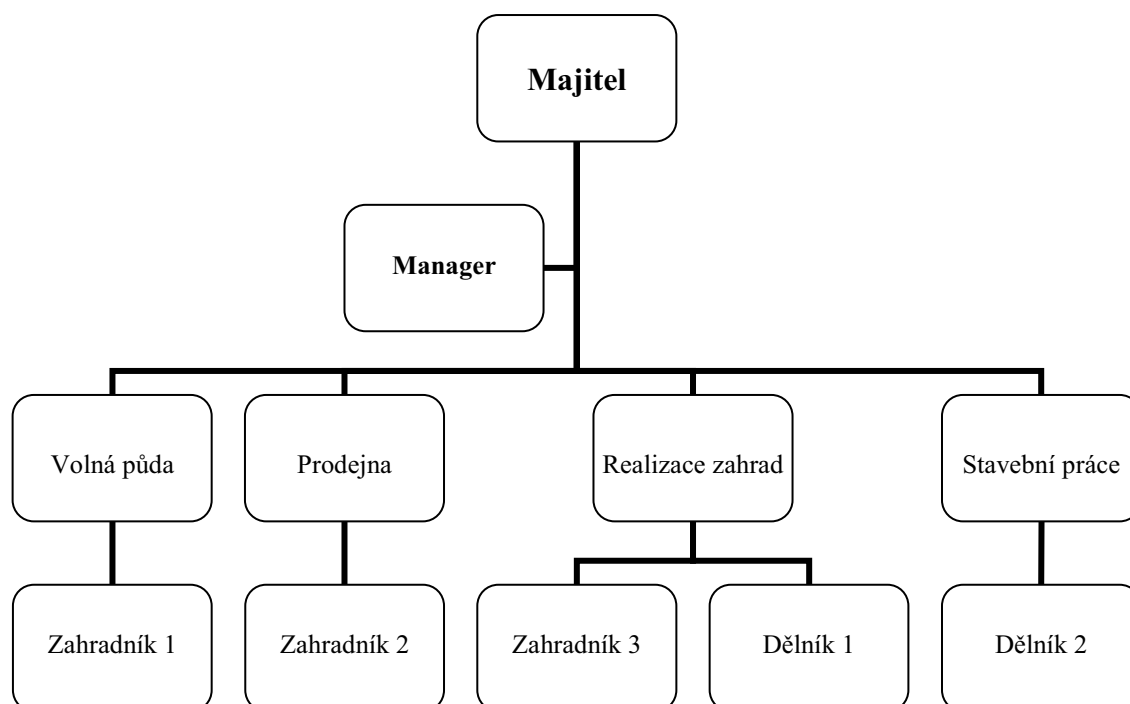 Majitel
Manager
Volná půda
Prodejna
Realizace zahrad
Stavební práce
Zahradník 1
Zahradník 2
Zahradník 3
Dělník 1
Dělník 2